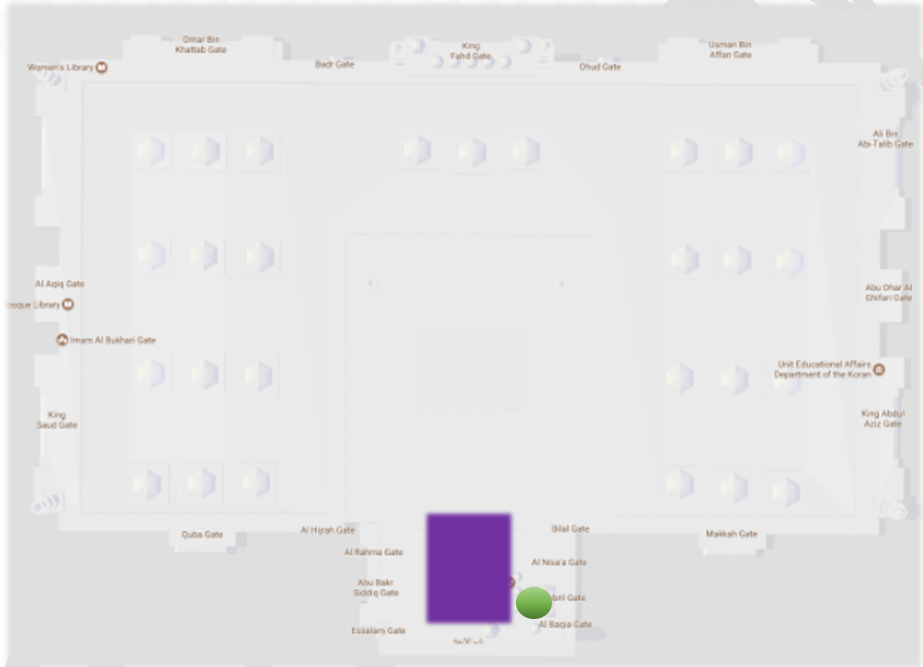 Omar Bin
Khattab Gate
King
Fahd Gate
Usman Bin
Affan Gate
Women's Library
Badr Gate
Ohud Gate
Ali Bin
Abi-Talib Gate
Al Aqiq Gate
Abu Dhar Al
Ghifari Gate
Library
Imam Al Bukhari Gate
Unit Educational Affairs
Department of the Koran
King
Saud Gate
King Abdul
Aziz Gate
Quba Gate
Al Hijrah Gate
Bilal Gate
Makkah Gate
Al Rahma Gate
Al Nisa'a Gate
Abu Bakr
Siddiq Gate
Gate
Essalam Gate
Al Baqia Gate